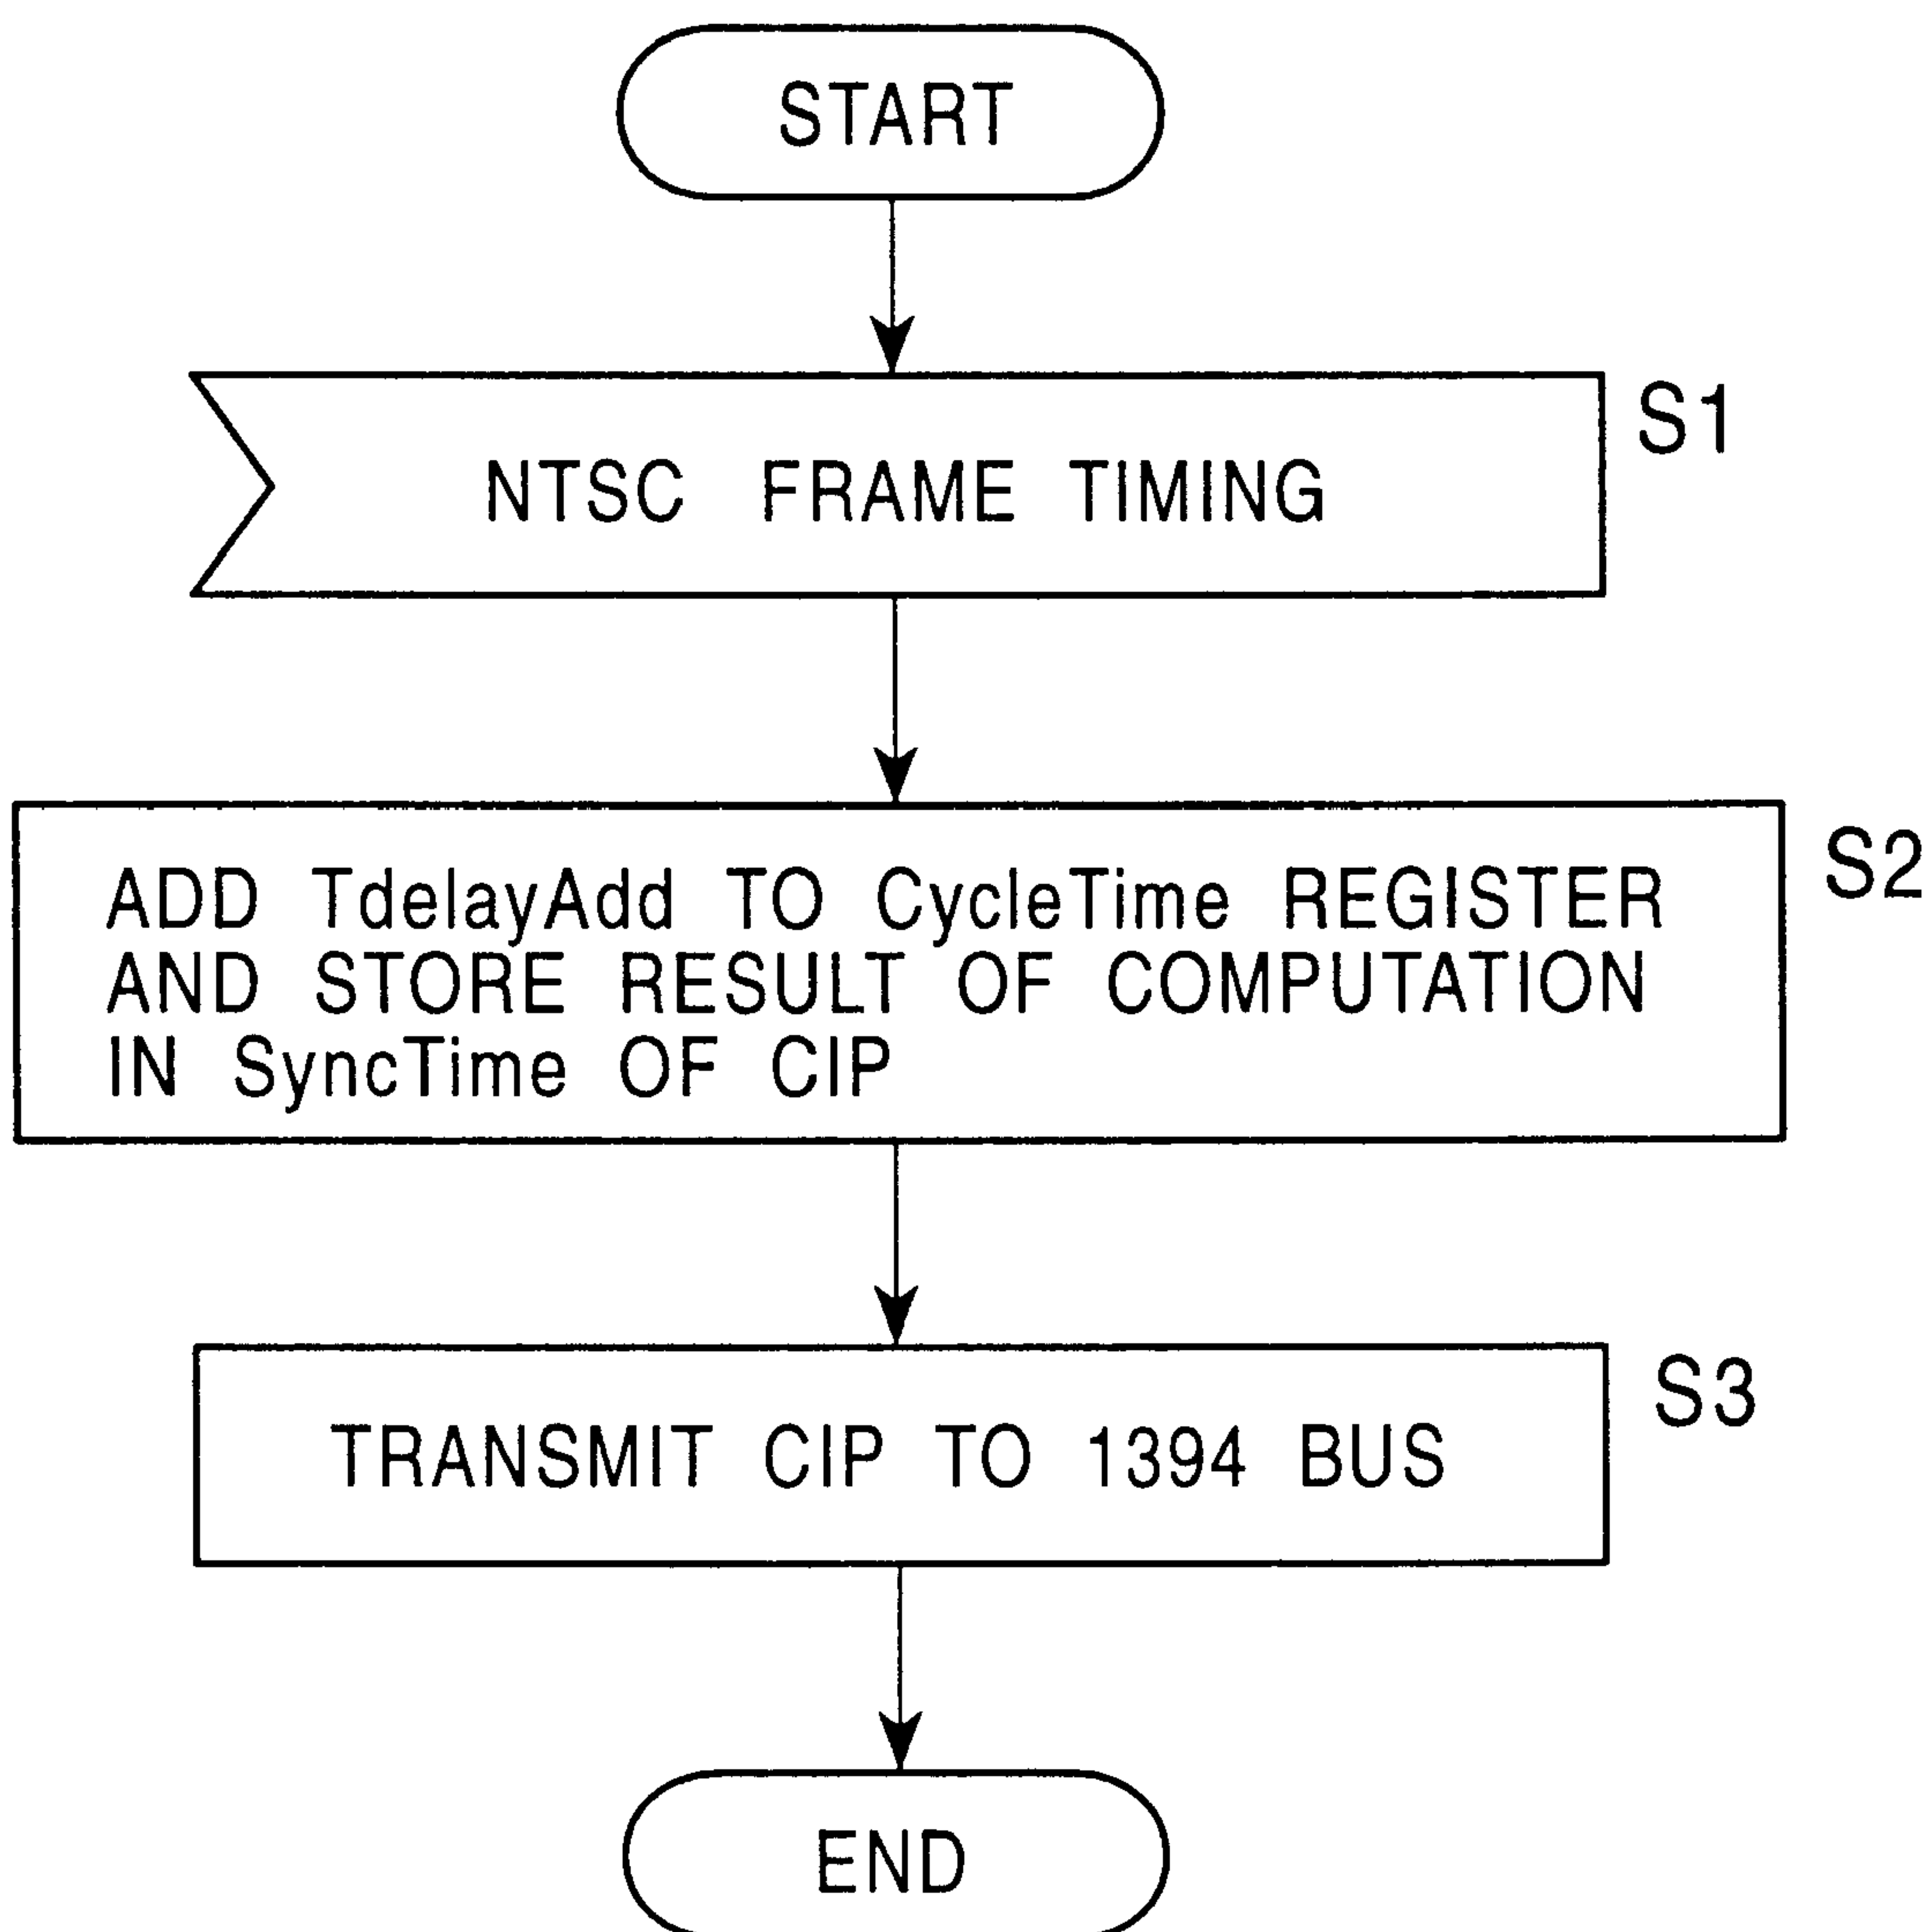 START
NTSC FRAME TIMING
S1
ADD TdelayAdd TO CycleTime REGISTER
AND STORE RESULT OF COMPUTATION
IN SyncTime OF CIP
S2
TRANSMIT CIP TO 1394 BUS
S3
END